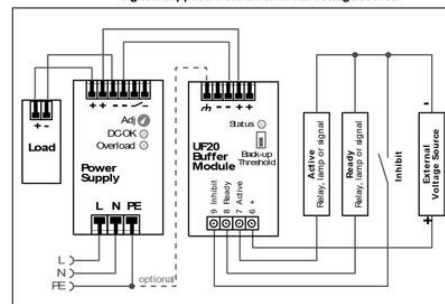 Load
+ -
+ + - -
Adj
DC-OK
Overload
Power
Supply
L N PE
- - + +
Status
UF20
Buffer
Module
Back-up
Threshold
9 Inhibit
8 Ready
7 Active
6 +
Active
Relay, lamp or signal
Ready
Relay, lamp or signal
Inhibit
-
External
Voltage Source
+
L
N
PE
optional